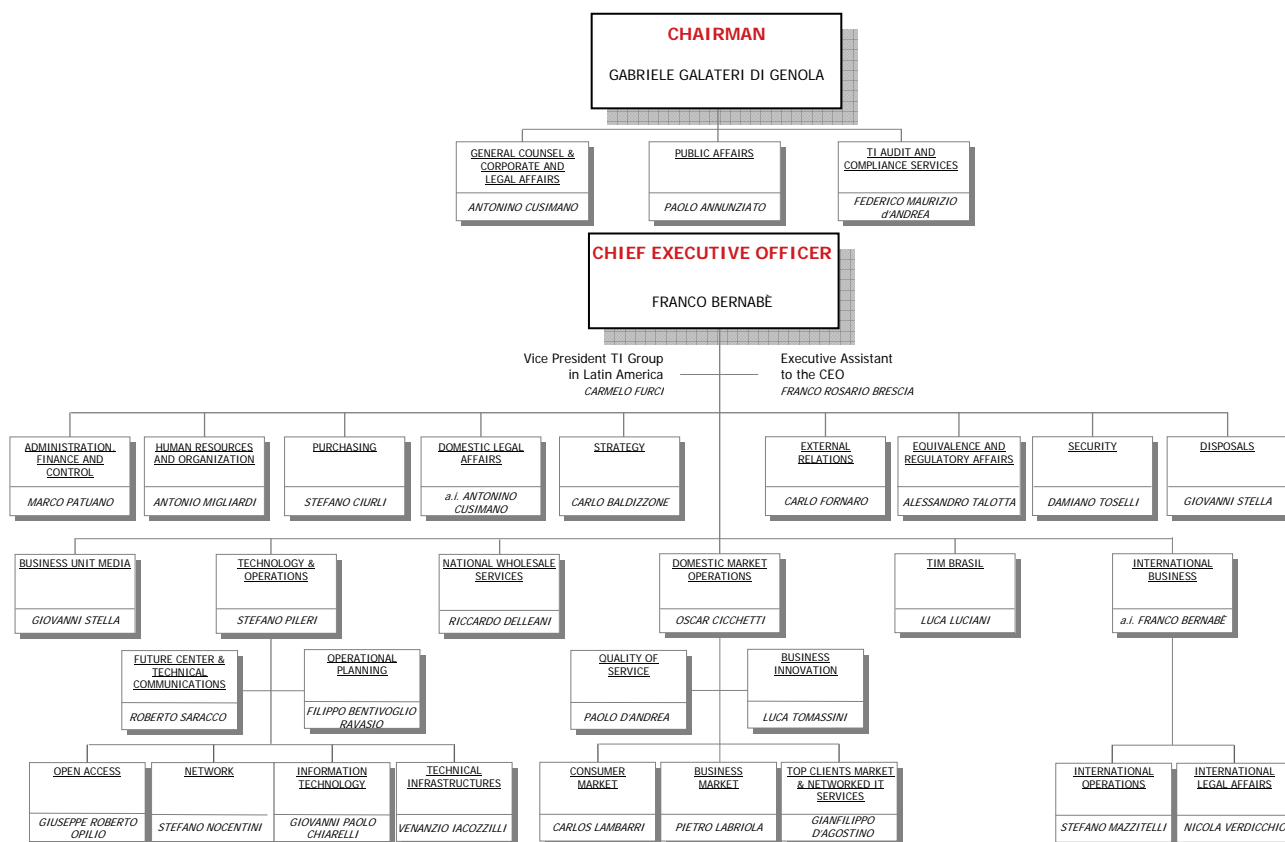 CHAIRMAN
GABRIELE GALATERI DI GENOLA
GENERAL COUNSEL &
CORPORATE AND
LEGAL AFFAIRS
ANTONINO CUSIMANO
PUBLIC AFFAIRS
PAOLO ANNUNZIATO
TI AUDIT AND
COMPLIANCE SERVICES
FEDERICO MAURIZIO
d'ANDREA
CHIEF EXECUTIVE OFFICER
FRANCO BERNABÈ
Vice President TI Group
in Latin America
CARMELO FURCI
Executive Assistant
to the CEO
FRANCO ROSARIO BRESCIA
ADMINISTRATION,
FINANCE AND
CONTROL
MARCO PATUANO
HUMAN RESOURCES
AND ORGANIZATION
ANTONIO MIGLIARDI
PURCHASING
STEFANO CIURLI
DOMESTIC LEGAL
AFFAIRS
a.i. ANTONINO
CUSIMANO
STRATEGY
CARLO BALDIZZONE
EXTERNAL
RELATIONS
CARLO FORNARO
EQUIVALENCE AND
REGULATORY AFFAIRS
ALESSANDRO TALOTTA
SECURITY
DAMIANO TOSELLI
DISPOSALS
GIOVANNI STELLA
BUSINESS UNIT MEDIA
GIOVANNI STELLA
TECHNOLOGY &
OPERATIONS
STEFANO PILERI
NATIONAL WHOLESALE
SERVICES
RICCARDO DELLEANI
DOMESTIC MARKET
OPERATIONS
OSCAR CICCHETTI
TIM BRASIL
LUCA LUCIANI
INTERNATIONAL
BUSINESS
a.i. FRANCO BERNABÈ
FUTURE CENTER &
TECHNICAL
COMMUNICATIONS
ROBERTO SARACCO
OPERATIONAL
PLANNING
FILIPPO BENTIVOGLIO
RAVASIO
QUALITY OF
SERVICE
PAOLO D'ANDREA
BUSINESS
INNOVATION
LUCA TOMASSINI
OPEN ACCESS
GIUSEPPE ROBERTO
OPILIO
NETWORK
STEFANO NOCENTINI
INFORMATION
TECHNOLOGY
GIOVANNI PAOLO
CHIARELLI
TECHNICAL
INFRASTRUCTURES
VENANZIO IACOZZILLI
CONSUMER
MARKET
CARLOS LAMBARRI
BUSINESS
MARKET
PIETRO LABRIOLA
TOP CLIENTS MARKET
& NETWORKED IT
SERVICES
GIANFILIPPO
D'AGOSTINO
INTERNATIONAL
OPERATIONS
STEFANO MAZZITELLI
INTERNATIONAL
LEGAL AFFAIRS
NICOLA VERDICCHIO